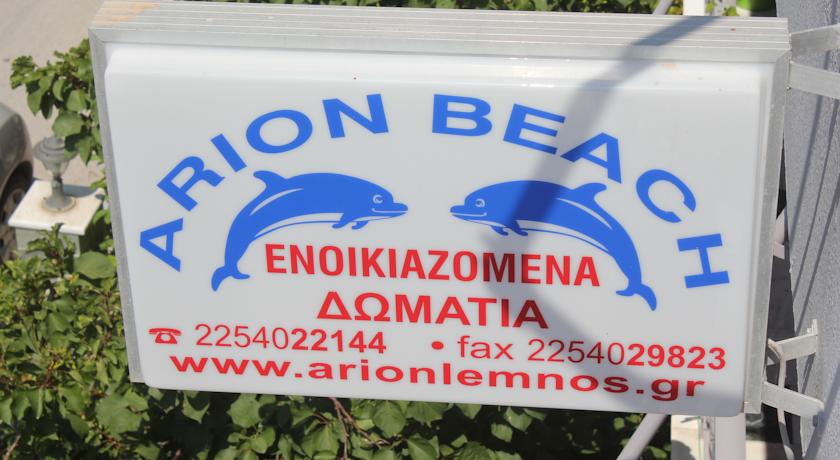 ARION BEACH
ΕΝΟΙΚΙΑΖΟΜΕΝΑ
ΔΩΜΑΤΙΑ
☎ 2254022144 • fax 2254029823
www.arionlemnos.gr